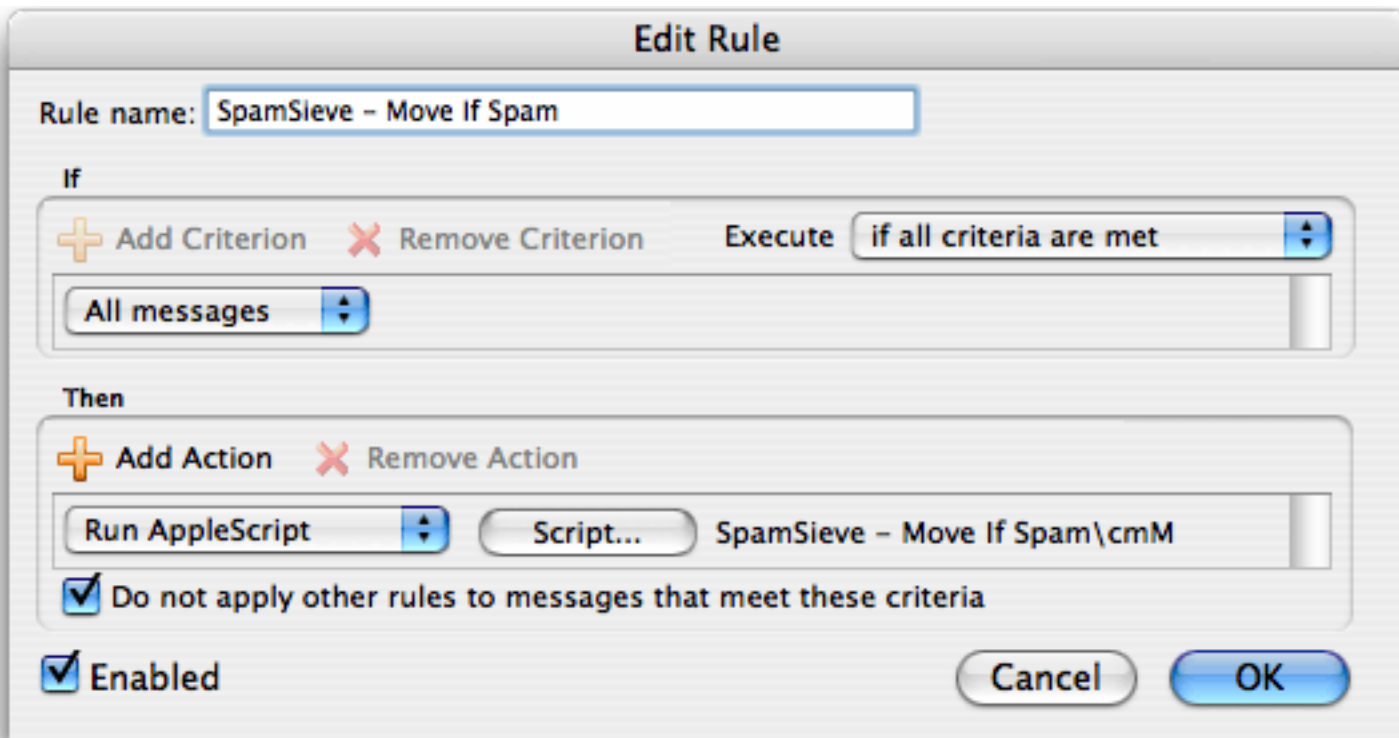 Edit Rule
Rule name: SpamSieve – Move If Spam
If
Add Criterion Remove Criterion Execute if all criteria are met
All messages
Then
Add Action Remove Action
Run AppleScript Script... SpamSieve – Move If Spam\cmM
Do not apply other rules to messages that meet these criteria
Enabled Cancel OK